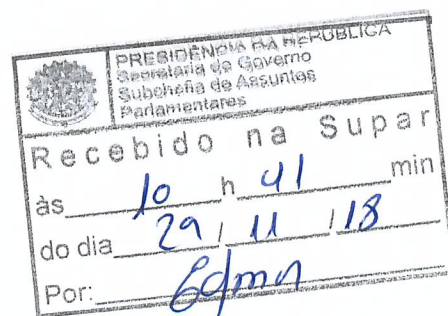 PRESIDÊNCIA DA REPÚBLICA
Secretaria de Governo
Subchefia de Assuntos
Parlamentares
Recebido na Supar
às 10 h 41 min
do dia 29 / 11 / 18
Por: